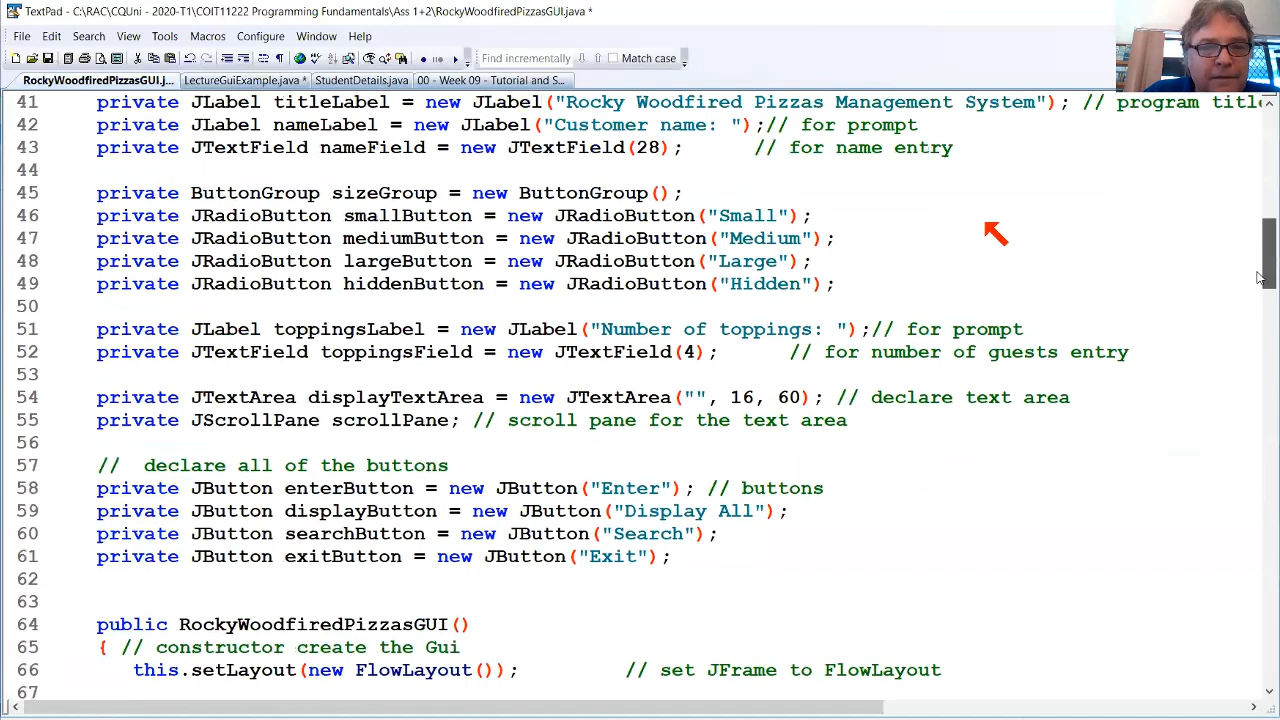 TextPad - C:\RAC\CQUni - 2020-T1\COIT11222 Programming Fundamentals\Ass 1+2\RockyWoodfiredPizzasGUI.java *
File Edit Search View Tools Macros Configure Window Help
Find incrementally Match case
RockyWoodfiredPizzasGUI.j... LectureGuiExample.java * StudentDetails.java 00 - Week 09 - Tutorial and S...
41 private JLabel titleLabel = new JLabel("Rocky Woodfired Pizzas Management System"); // program title
42 private JLabel nameLabel = new JLabel("Customer name: ");// for prompt
43 private JTextField nameField = new JTextField(28); // for name entry
44
45 private ButtonGroup sizeGroup = new ButtonGroup();
46 private JRadioButton smallButton = new JRadioButton("Small");
47 private JRadioButton mediumButton = new JRadioButton("Medium");
48 private JRadioButton largeButton = new JRadioButton("Large");
49 private JRadioButton hiddenButton = new JRadioButton("Hidden");
50
51 private JLabel toppingsLabel = new JLabel("Number of toppings: ");// for prompt
52 private JTextField toppingsField = new JTextField(4); // for number of guests entry
53
54 private JTextArea displayTextArea = new JTextArea("", 16, 60); // declare text area
55 private JScrollPane scrollPane; // scroll pane for the text area
56
57 // declare all of the buttons
58 private JButton enterButton = new JButton("Enter"); // buttons
59 private JButton displayButton = new JButton("Display All");
60 private JButton searchButton = new JButton("Search");
61 private JButton exitButton = new JButton("Exit");
62
63
64 public RockyWoodfiredPizzasGUI()
65 { // constructor create the Gui
66 this.setLayout(new FlowLayout()); // set JFrame to FlowLayout
67